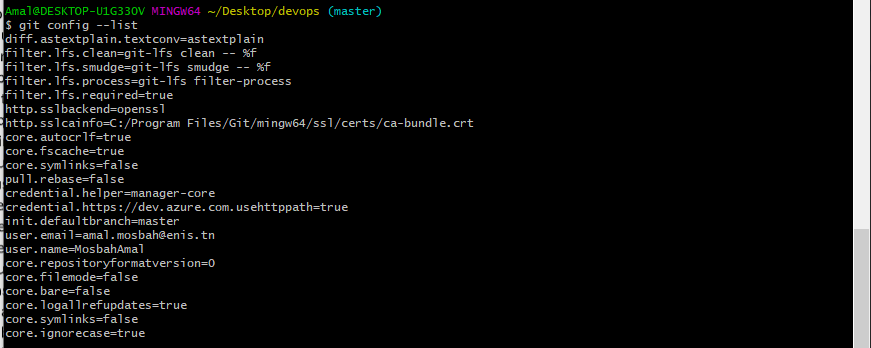 Amal@DESKTOP-U1G33OV MINGW64 ~/Desktop/devops (master)
$ git config --list
diff.astextplain.textconv=astextplain
filter.lfs.clean=git-lfs clean -- %f
filter.lfs.smudge=git-lfs smudge -- %f
filter.lfs.process=git-lfs filter-process
filter.lfs.required=true
http.sslbackend=openssl
http.sslcainfo=C:/Program Files/Git/mingw64/ssl/certs/ca-bundle.crt
core.autocrlf=true
core.fscache=true
core.symlinks=false
pull.rebase=false
credential.helper=manager-core
credential.https://dev.azure.com.usehttppath=true
init.defaultbranch=master
user.email=amal.mosbah@enis.tn
user.name=MosbahAmal
core.repositoryformatversion=0
core.filemode=false
core.bare=false
core.logallrefupdates=true
core.symlinks=false
core.ignorecase=true